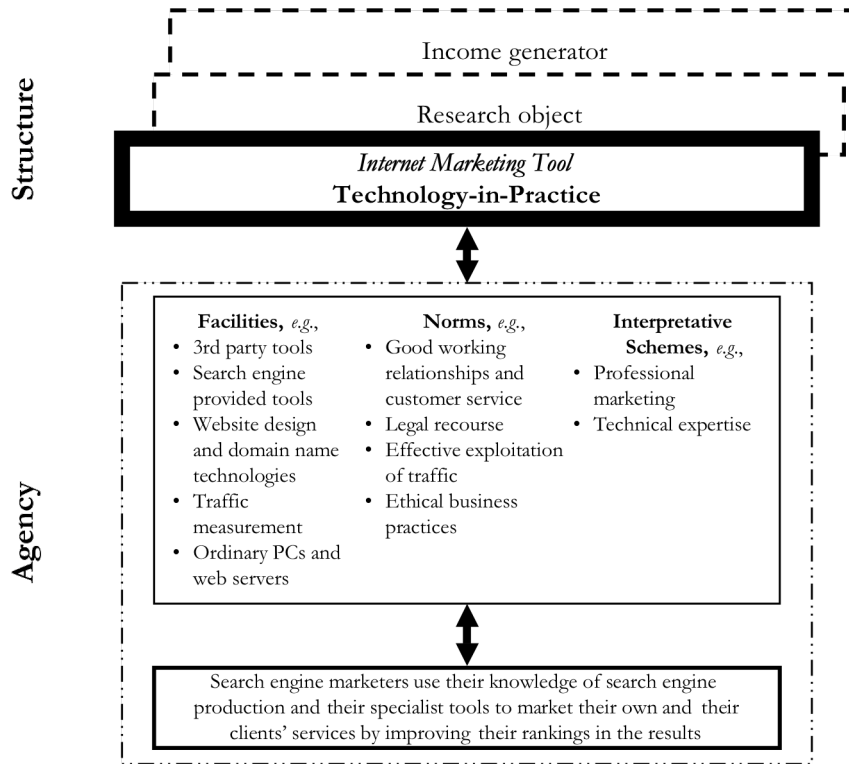 Structure
Income generator
Research object
Internet Marketing Tool
Technology-in-Practice
Agency
Facilities, e.g.,
• 3rd party tools
• Search engine
provided tools
• Website design
and domain name
technologies
• Traffic
measurement
• Ordinary PCs and
web servers
Norms, e.g.,
• Good working
relationships and
customer service
• Legal recourse
• Effective exploitation
of traffic
• Ethical business
practices
Interpretative
Schemes, e.g.,
• Professional
marketing
• Technical expertise
Search engine marketers use their knowledge of search engine
production and their specialist tools to market their own and their
clients' services by improving their rankings in the results